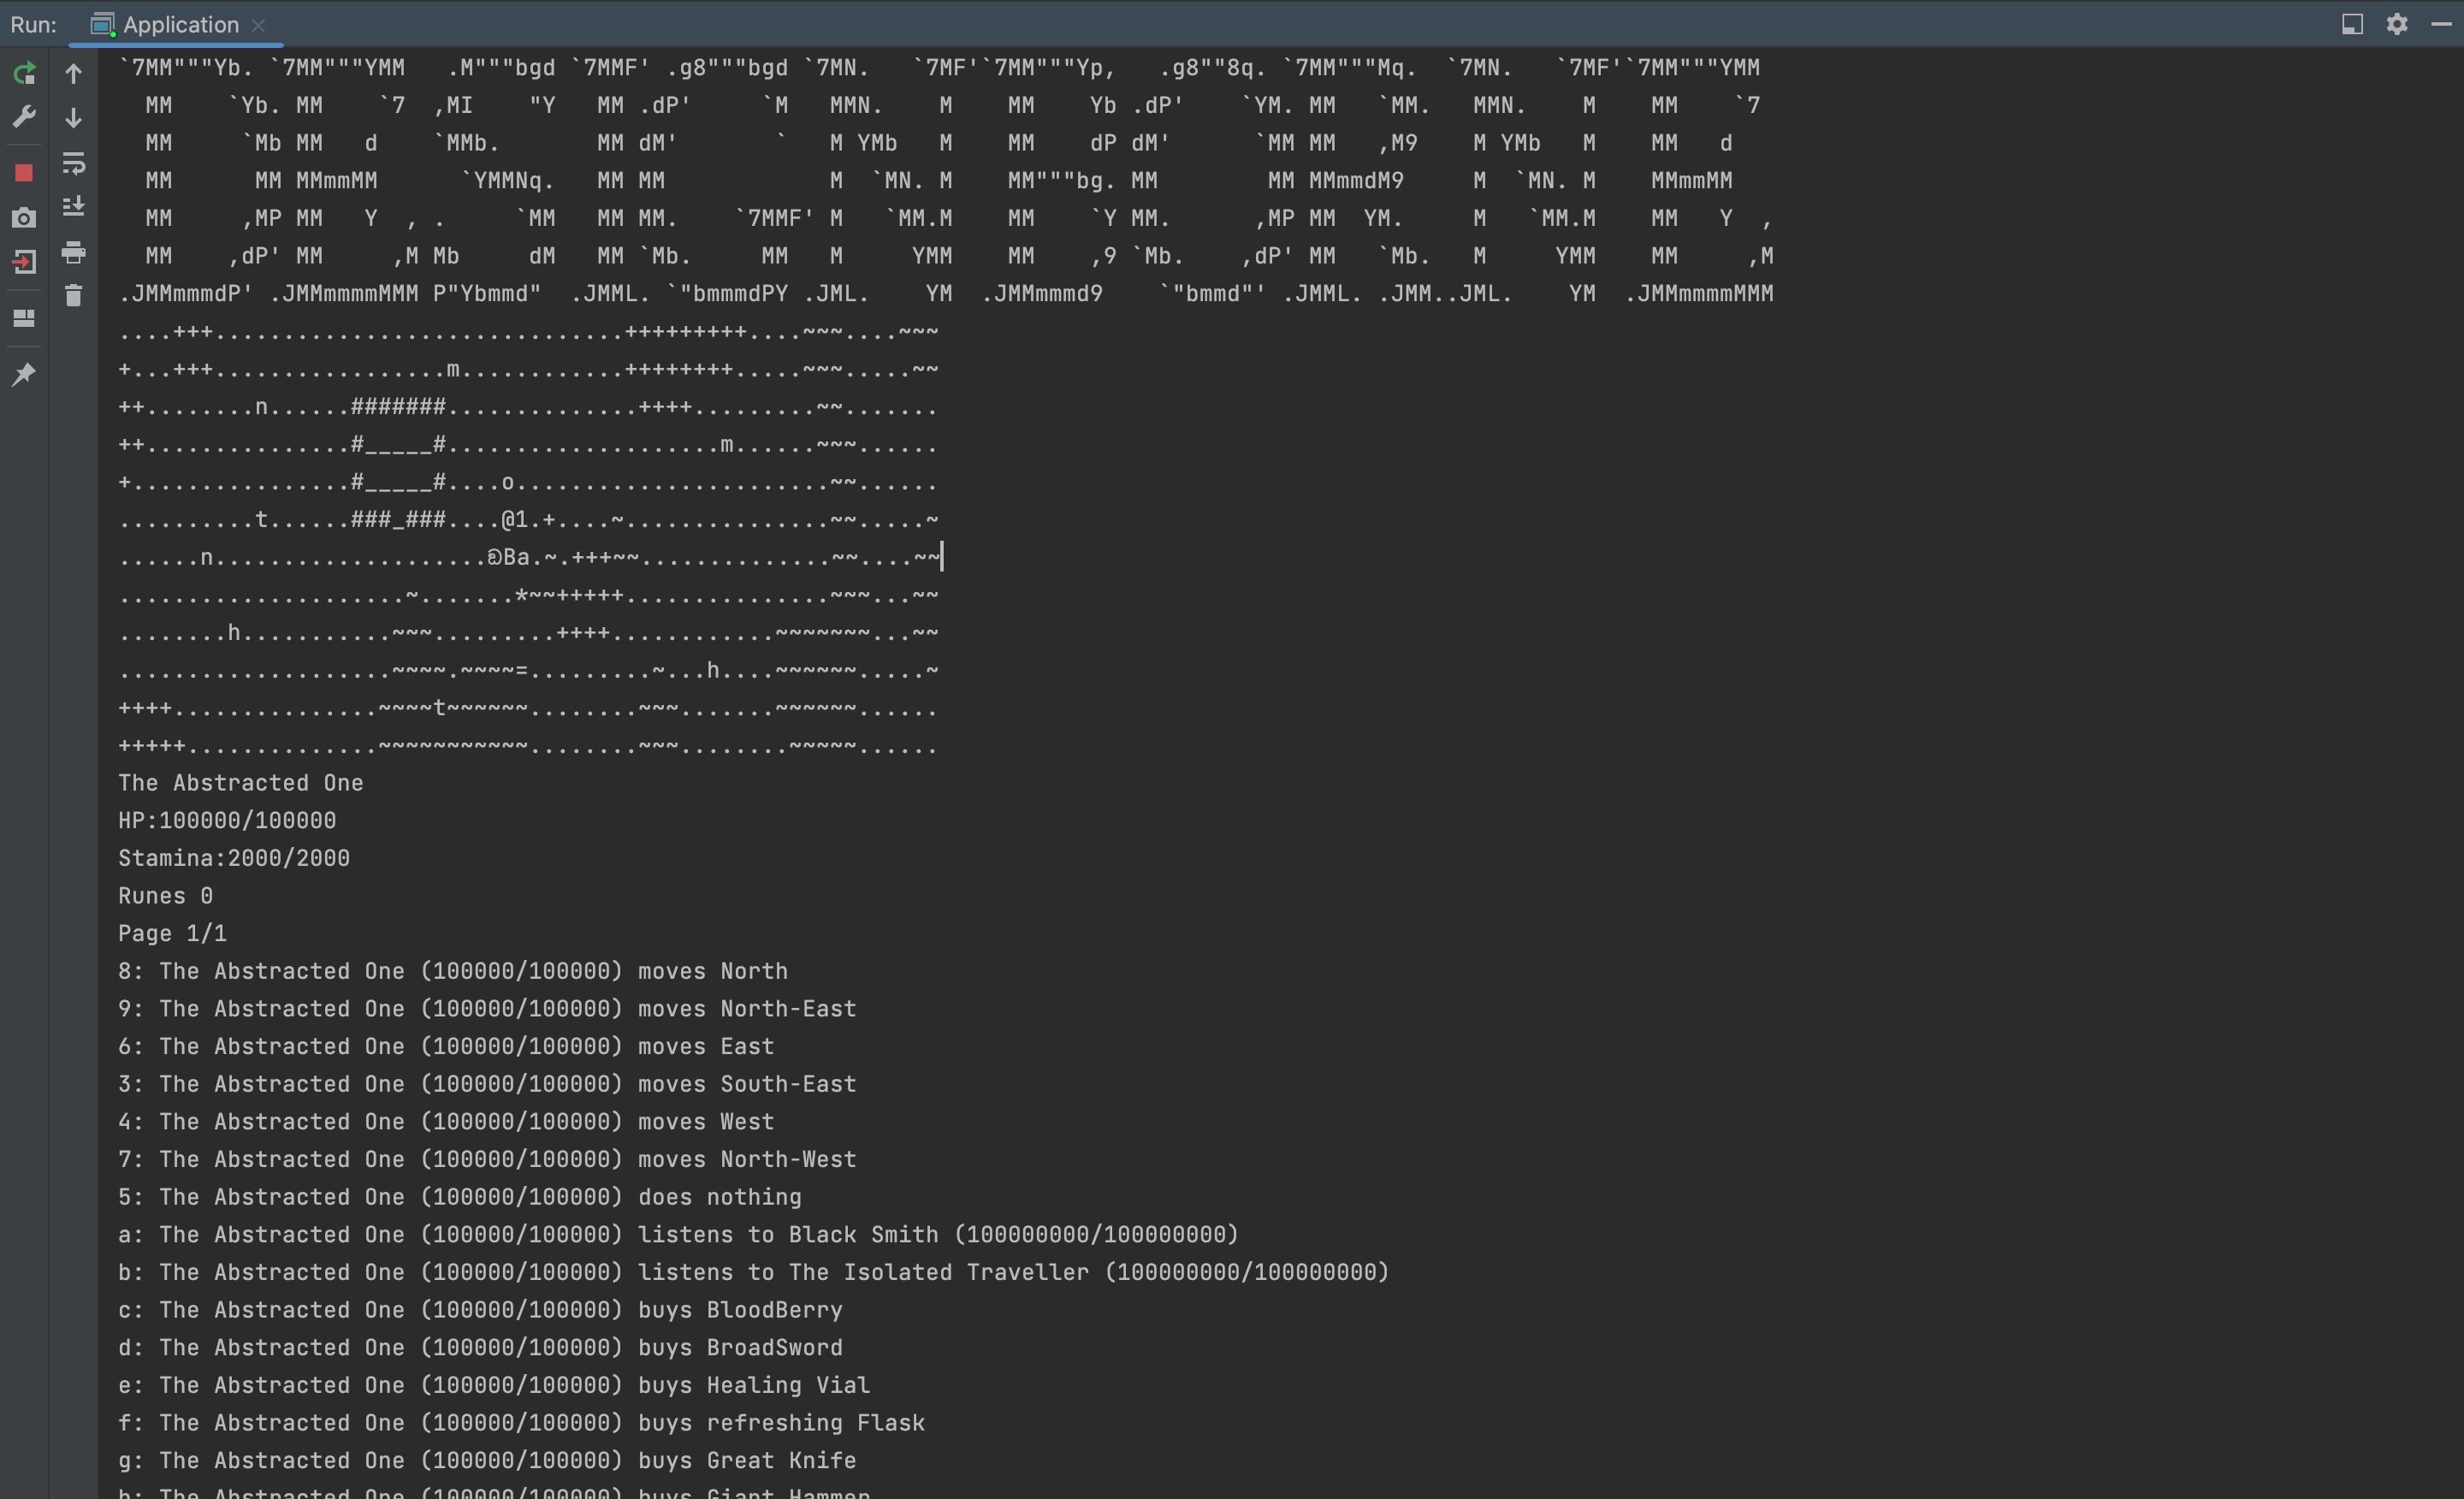 Run: Application
`7MM"""Yb. `7MM"""YMM   .M"""bgd `7MMF' .g8"""bgd `7MN.   `7MF'`7MM"""Yp,   .g8""8q. `7MM"""Mq.  `7MN.   `7MF'`7MM"""YMM
  MM    `Yb. MM    `7  ,MI    "Y   MM .dP'     `M   MMN.    M    MM    Yb .dP'    `YM. MM   `MM.   MMN.    M    MM    `7
  MM     `Mb MM   d    `MMb.       MM dM'       `   M YMb   M    MM    dP dM'      `MM MM   ,M9    M YMb   M    MM   d
  MM      MM MMmmMM      `YMMNq.   MM MM            M  `MN. M    MM"""bg. MM        MM MMmmdM9     M  `MN. M    MMmmMM
  MM     ,MP MM   Y  , .     `MM   MM MM.    `7MMF' M   `MM.M    MM    `Y MM.      ,MP MM  YM.     M   `MM.M    MM   Y  ,
  MM    ,dP' MM     ,M Mb     dM   MM `Mb.     MM   M     YMM    MM    ,9 `Mb.    ,dP' MM   `Mb.   M     YMM    MM     ,M
.JMMmmmdP' .JMMmmmmMMM P"Ybmmd"  .JMML. `"bmmmdPY .JML.    YM  .JMMmmmd9    `"bmmd"' .JMML. .JMM..JML.    YM  .JMMmmmmMMM
....+++..............................+++++++++....~~~....~~~
+...+++.................m............++++++++.....~~~.....~~
++........n......#######..............++++.........~~.......
++...............#_____#....................m......~~~......
+................#_____#....o.......................~~......
..........t......###_###....@1.+....~...............~~.....~
......n....................ඞBa.~.+++~~..............~~....~~
.....................~.......*~~+++++...............~~~...~~
........h...........~~~.........++++............~~~~~~~...~~
....................~~~~.~~~~=.........~...h....~~~~~~.....~
++++...............~~~~t~~~~~~........~~~.......~~~~~~......
+++++..............~~~~~~~~~~~........~~~........~~~~~......
The Abstracted One
HP:100000/100000
Stamina:2000/2000
Runes 0
Page 1/1
8: The Abstracted One (100000/100000) moves North
9: The Abstracted One (100000/100000) moves North-East
6: The Abstracted One (100000/100000) moves East
3: The Abstracted One (100000/100000) moves South-East
4: The Abstracted One (100000/100000) moves West
7: The Abstracted One (100000/100000) moves North-West
5: The Abstracted One (100000/100000) does nothing
a: The Abstracted One (100000/100000) listens to Black Smith (100000000/100000000)
b: The Abstracted One (100000/100000) listens to The Isolated Traveller (100000000/100000000)
c: The Abstracted One (100000/100000) buys BloodBerry
d: The Abstracted One (100000/100000) buys BroadSword
e: The Abstracted One (100000/100000) buys Healing Vial
f: The Abstracted One (100000/100000) buys refreshing Flask
g: The Abstracted One (100000/100000) buys Great Knife
h: The Abstracted One (100000/100000) buys Giant Hammer